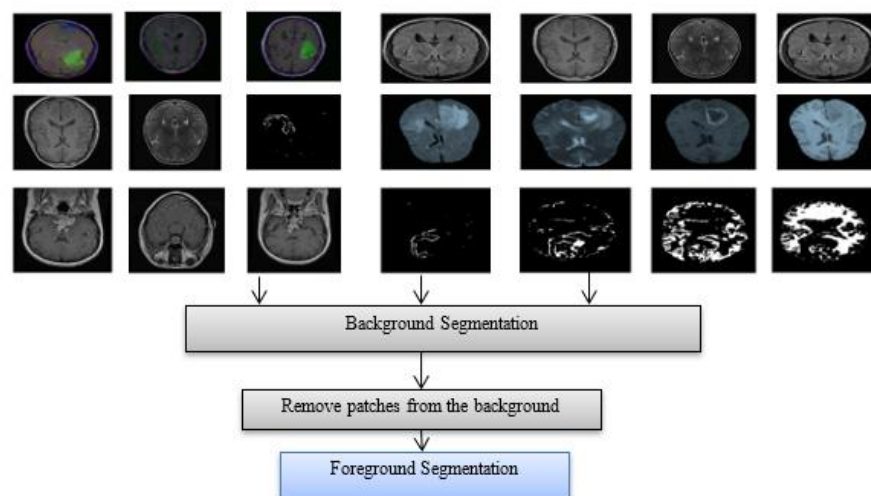 Background Segmentation
Remove patches from the background
Foreground Segmentation